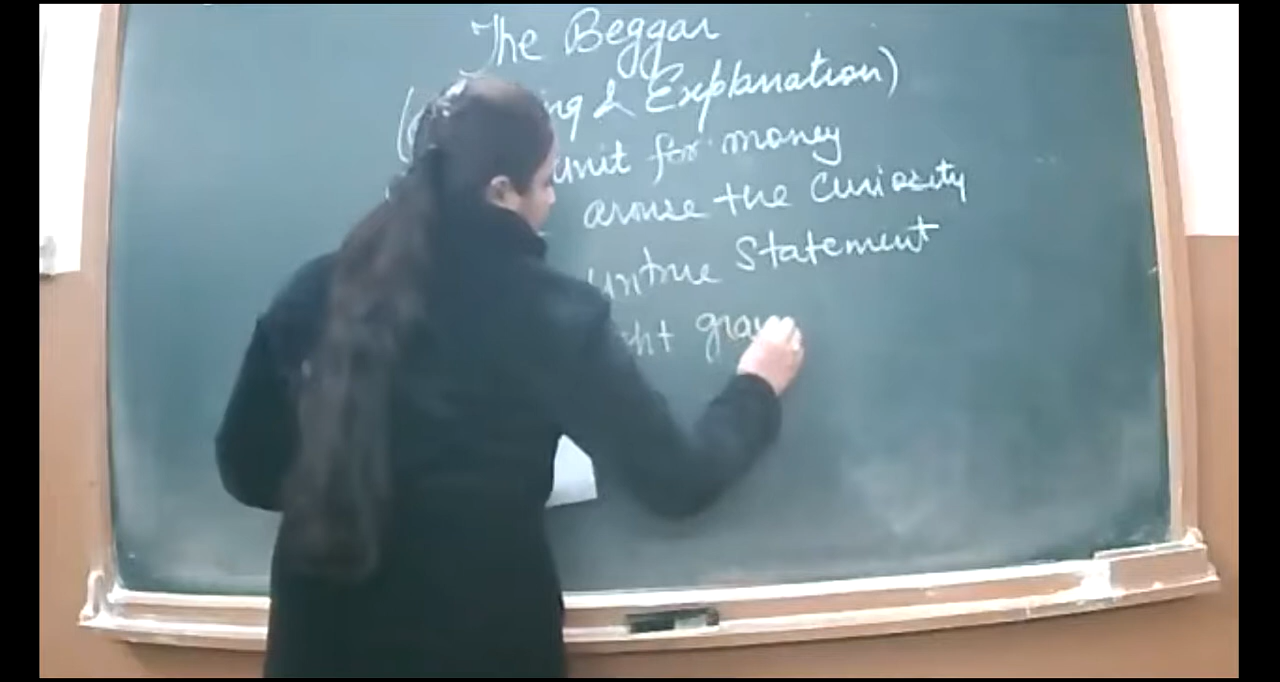 The Beggar
& Explanation)
unit for money
arouse the curiosity
untrue Statement